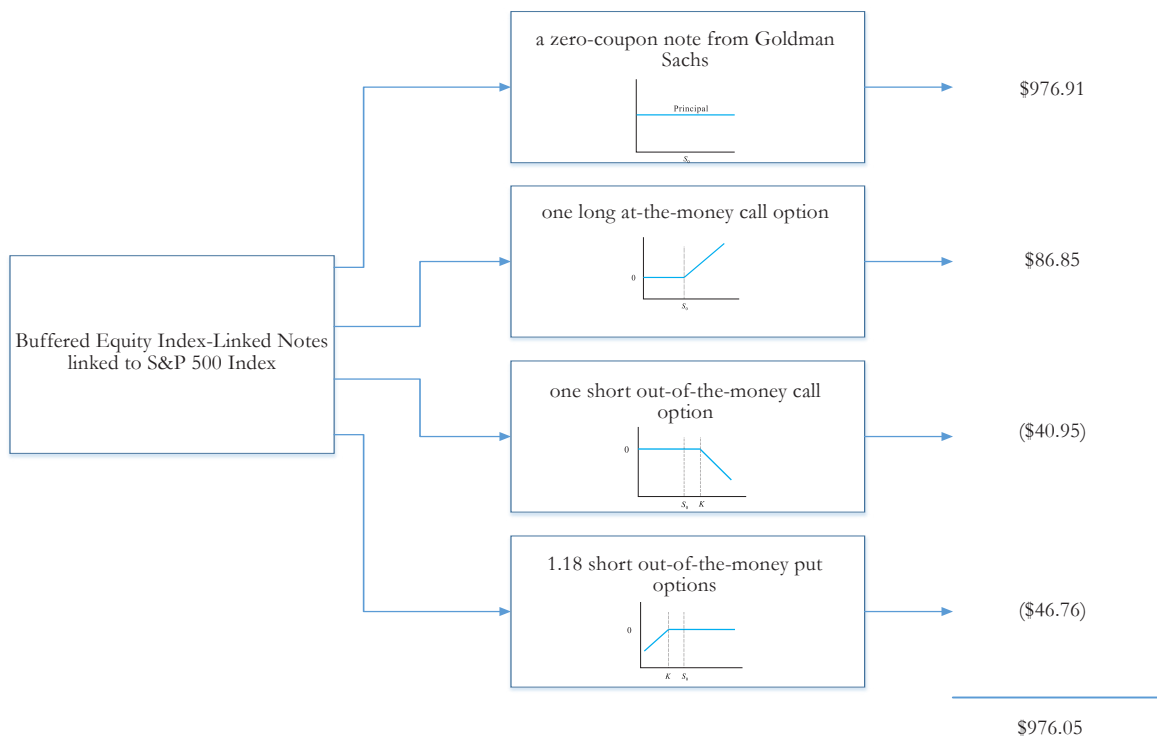 a zero-coupon note from Goldman
Sachs
Principal
S₀
$976.91
one long at-the-money call option
0
S₀
$86.85
Buffered Equity Index-Linked Notes
linked to S&P 500 Index
one short out-of-the-money call
option
0
S₀ K
($40.95)
1.18 short out-of-the-money put
options
0
K S₀
($46.76)
$976.05